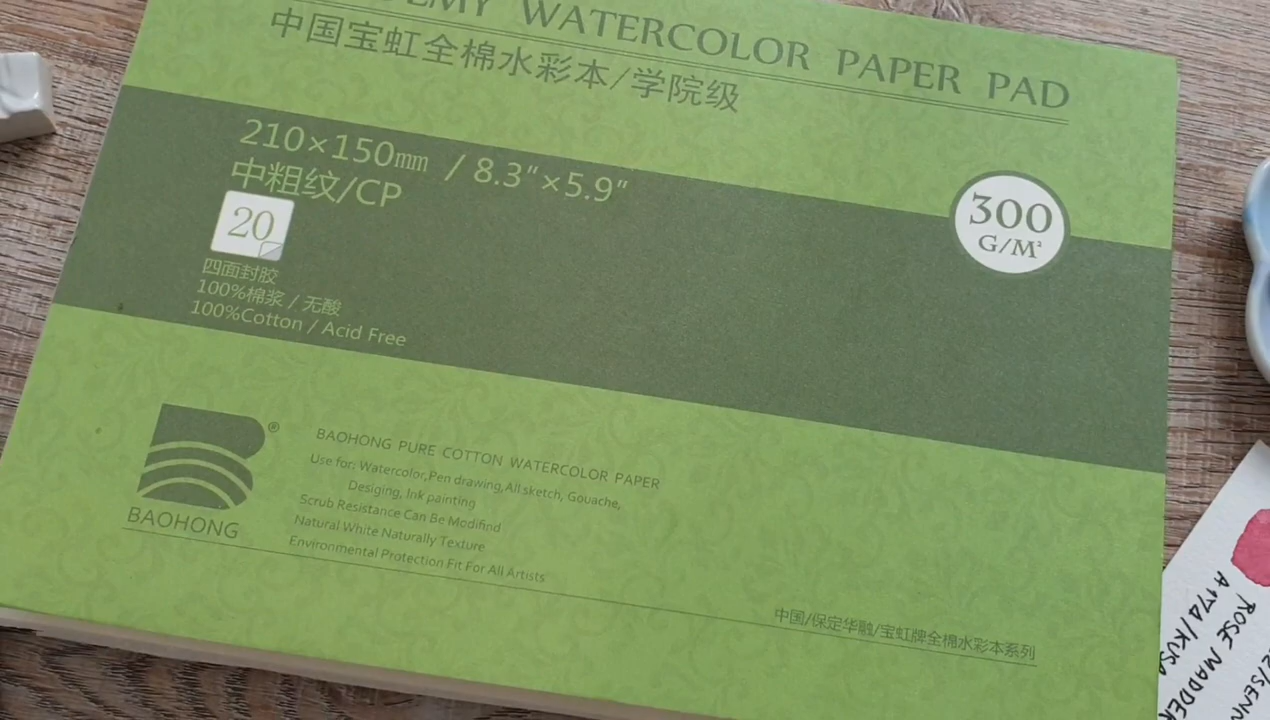 WATERCOLOR PAPER PAD
中国宝虹全棉水彩本/学院级
210×150mm / 8.3"×5.9"
中粗纹/CP
20
四面封胶
100%棉浆 / 无酸
100%Cotton / Acid Free
300
G/M²
BAOHONG PURE COTTON WATERCOLOR PAPER
Use for: Watercolor,Pen drawing,All sketch, Gouache,
Desiging, Ink painting
Scrub Resistance Can Be Modifind
Natural White Naturally Texture
Environmental Protection Fit For All Artists
®
BAOHONG
中国/保定华融/宝虹牌全棉水彩本系列
ROSE MADDER